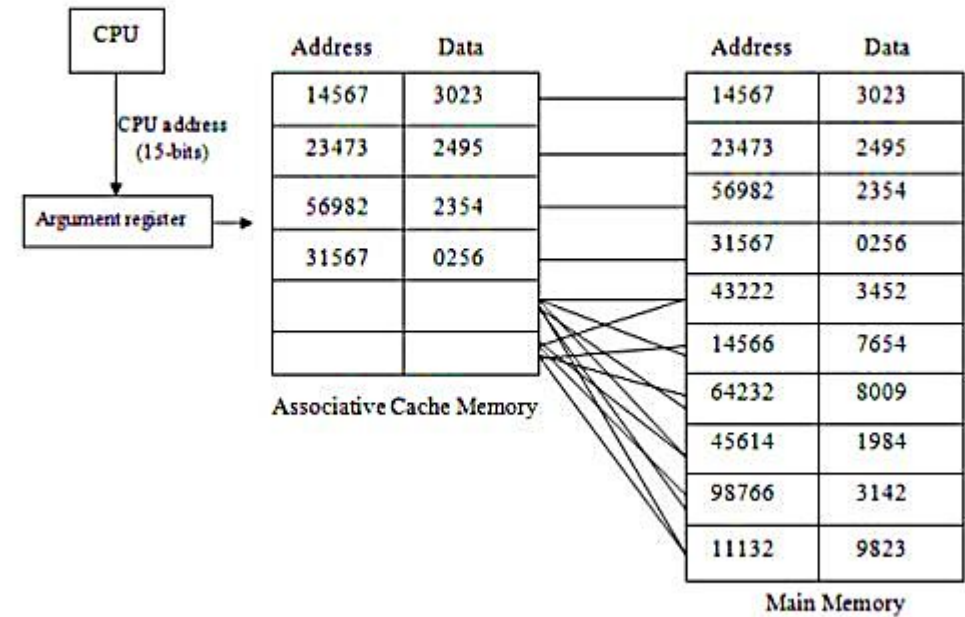 CPU
CPU address
(15-bits)
Argument register
Address Data
14567 3023
23473 2495
56982 2354
31567 0256
Associative Cache Memory
Address Data
14567 3023
23473 2495
56982 2354
31567 0256
43222 3452
14566 7654
64232 8009
45614 1984
98766 3142
11132 9823
Main Memory